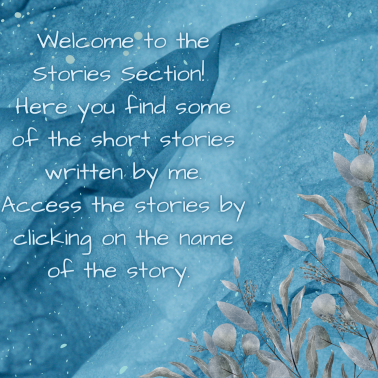 Welcome to the
Stories Section!
Here you find some
of the short stories
written by me.
Access the stories by
clicking on the name
of the story.